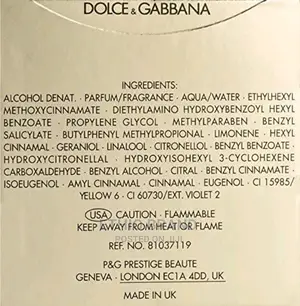 DOLCE & GABBANA
INGREDIENTS:
ALCOHOL DENAT. · PARFUM/FRAGRANCE · AQUA/WATER · ETHYLHEXYL
METHOXYCINNAMATE · DIETHYLAMINO HYDROXYBENZOYL HEXYL
BENZOATE · PROPYLENE GLYCOL · METHYLPARABEN · BENZYL
SALICYLATE · BUTYLPHENYL METHYLPROPIONAL · LIMONENE · HEXYL
CINNAMAL · GERANIOL · LINALOOL · CITRONELLOL · BENZYL BENZOATE ·
HYDROXYCITRONELLAL · HYDROXYISOHEXYL 3-CYCLOHEXENE
CARBOXALDEHYDE · BENZYL ALCOHOL · CITRAL · BENZYL CINNAMATE ·
ISOEUGENOL · AMYL CINNAMAL · CINNAMAL · EUGENOL · CI 15985/
YELLOW 6 · CI 60730/EXT. VIOLET 2
USA CAUTION · FLAMMABLE
KEEP AWAY FROM HEAT OR FLAME
POSTED ON JIJI
REF. NO. 81037119
P&G PRESTIGE BEAUTE
GENEVA · LONDON EC1A 4DD, UK
MADE IN UK